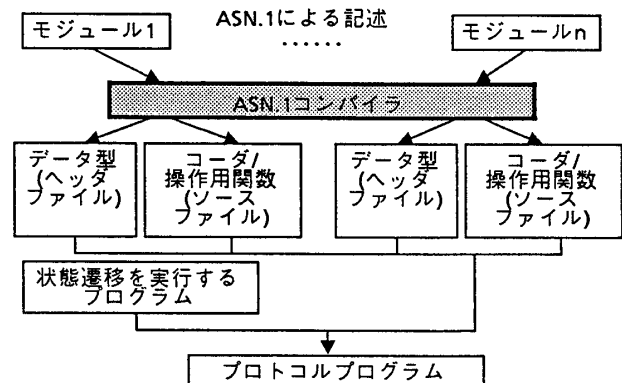 ASN.1による記述
モジュール1
‥‥‥
モジュールn
ASN.1コンパイラ
データ型
(ヘッダ
ファイル)
コーダ/
操作用関数
(ソース
ファイル)
データ型
(ヘッダ
ファイル)
コーダ/
操作用関数
(ソース
ファイル)
状態遷移を実行する
プログラム
プロトコルプログラム